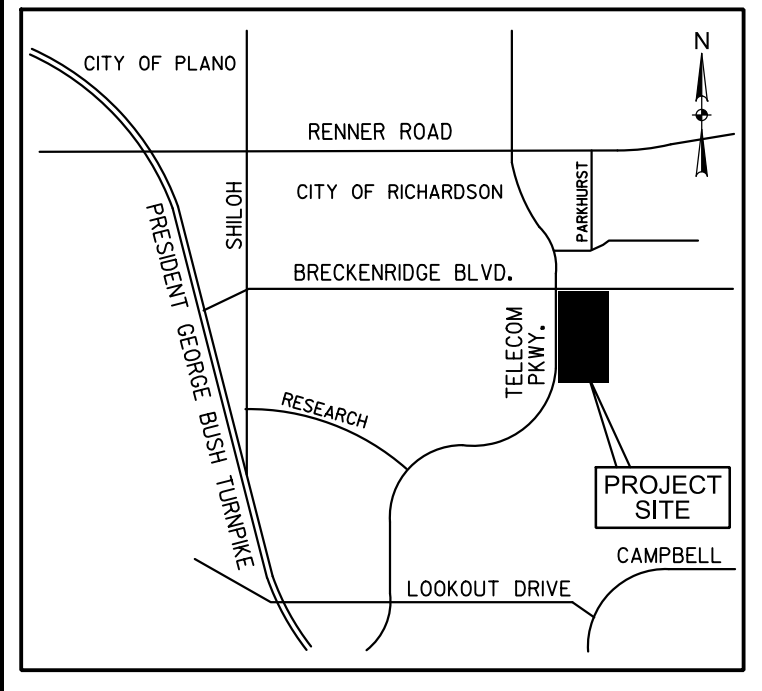 N
CITY OF PLANO
RENNER ROAD
SHILOH
CITY OF RICHARDSON
PARKHURST
PRESIDENT GEORGE BUSH TURNPIKE
BRECKENRIDGE BLVD.
TELECOM
PKWY.
RESEARCH
PROJECT
SITE
CAMPBELL
LOOKOUT DRIVE